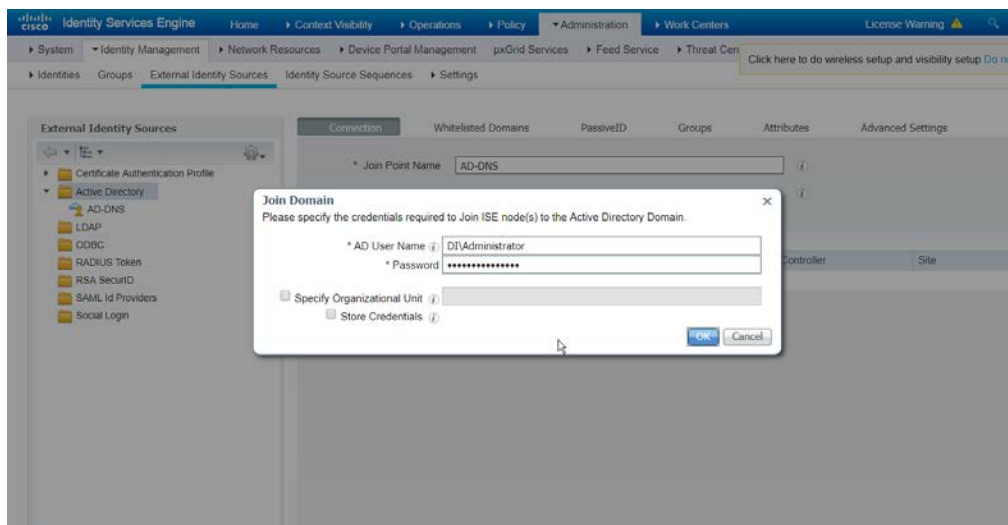 cisco Identity Services Engine Home Context Visibility Operations Policy Administration Work Centers License Warning
System Identity Management Network Resources Device Portal Management pxGrid Services Feed Service Threat Cen
Click here to do wireless setup and visibility setup Do n
Identities Groups External Identity Sources Identity Source Sequences Settings
External Identity Sources
Certificate Authentication Profile
Active Directory
AD-DNS
LDAP
ODBC
RADIUS Token
RSA SecurID
SAML Id Providers
Social Login
Connection Whitelisted Domains PassiveID Groups Attributes Advanced Settings
* Join Point Name AD-DNS
Controller Site
Join Domain
Please specify the credentials required to Join ISE node(s) to the Active Directory Domain.
* AD User Name DI\Administrator
* Password •••••••••••••••
Specify Organizational Unit
Store Credentials
OK Cancel